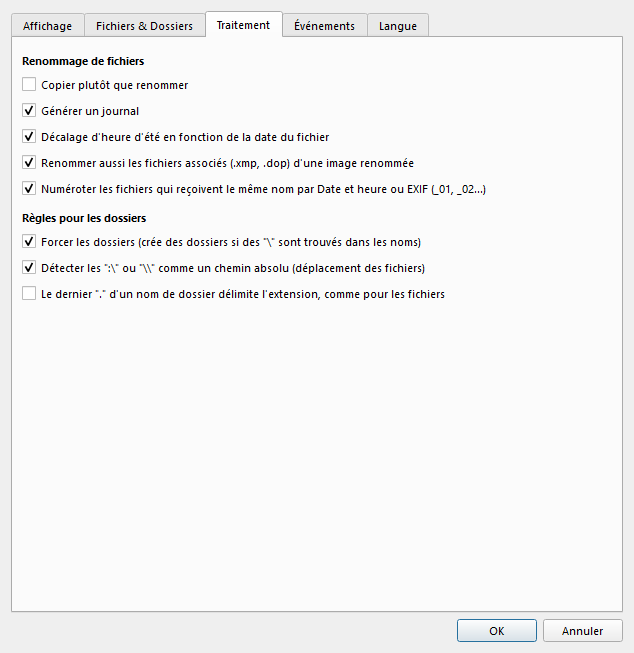 Affichage
Fichiers & Dossiers
Traitement
Événements
Langue
Renommage de fichiers
Copier plutôt que renommer
Générer un journal
Décalage d'heure d'été en fonction de la date du fichier
Renommer aussi les fichiers associés (.xmp, .dop) d'une image renommée
Numéroter les fichiers qui reçoivent le même nom par Date et heure ou EXIF (_01, _02...)
Règles pour les dossiers
Forcer les dossiers (crée des dossiers si des "\" sont trouvés dans les noms)
Détecter les ":\" ou "\\" comme un chemin absolu (déplacement des fichiers)
Le dernier "." d'un nom de dossier délimite l'extension, comme pour les fichiers
OK
Annuler